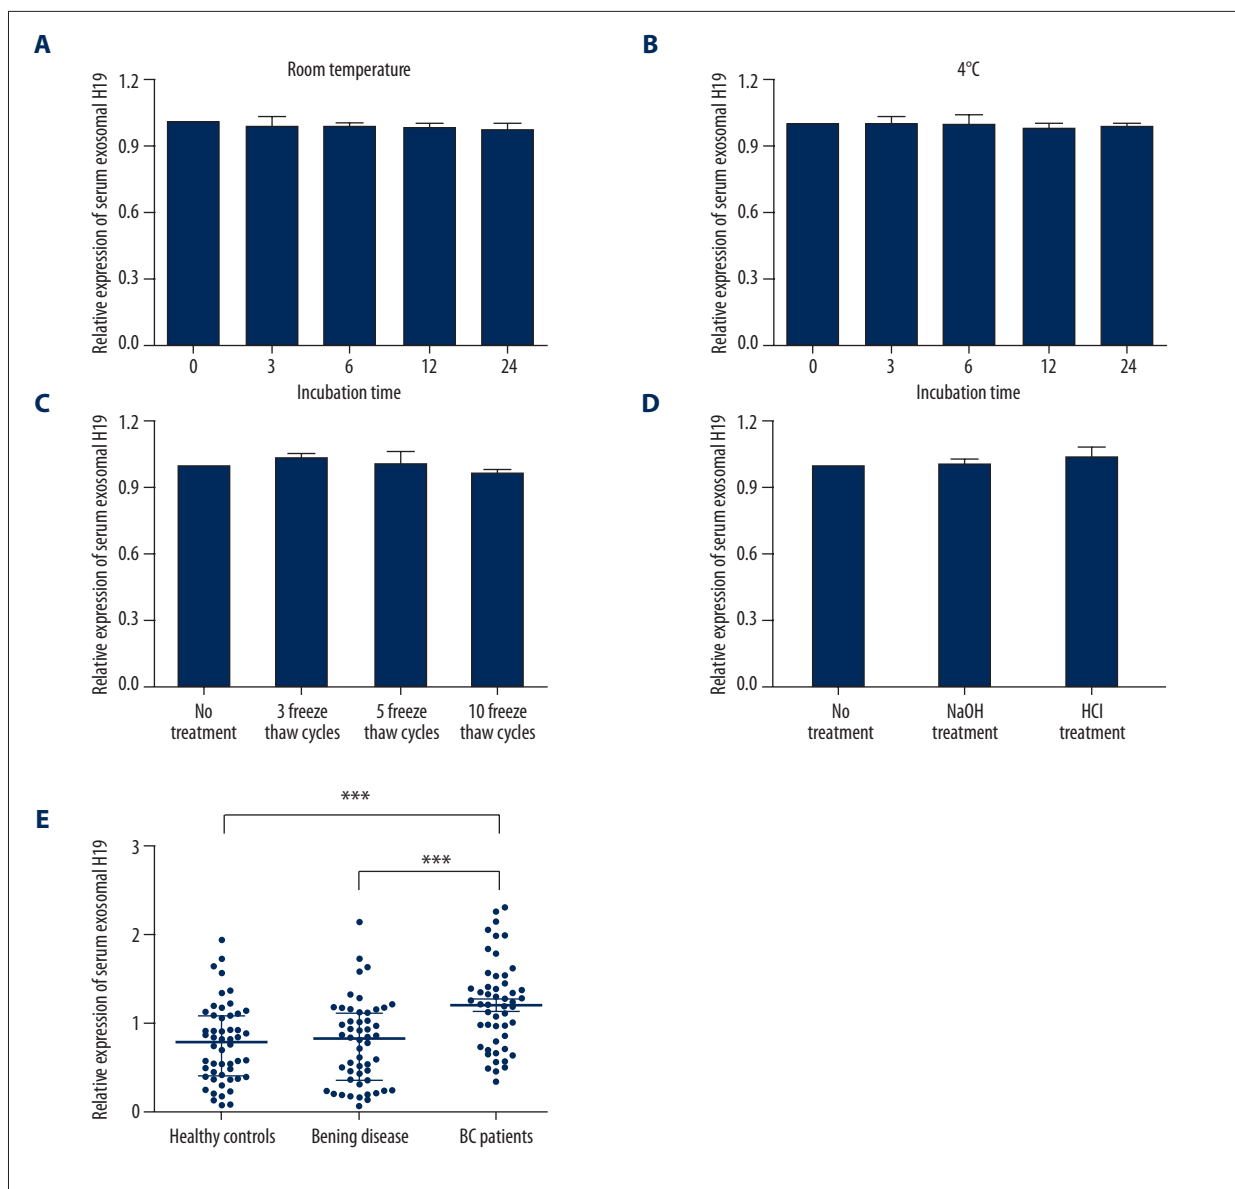 A
Room temperature
Relative expression of serum exosomal H19
1.2
0.9
0.6
0.3
0.0
0 3 6 12 24
Incubation time
B
4°C
Relative expression of serum exosomal H19
1.2
0.9
0.6
0.3
0.0
0 3 6 12 24
Incubation time
C
Relative expression of serum exosomal H19
1.2
0.9
0.6
0.3
0.0
No 3 freeze 5 freeze 10 freeze
treatment thaw cycles thaw cycles thaw cycles
D
Relative expression of serum exosomal H19
1.2
0.9
0.6
0.3
0.0
No NaOH HCl
treatment treatment treatment
E
***
***
Relative expression of serum exosomal H19
3
2
1
0
Healthy controls Bening disease BC patients